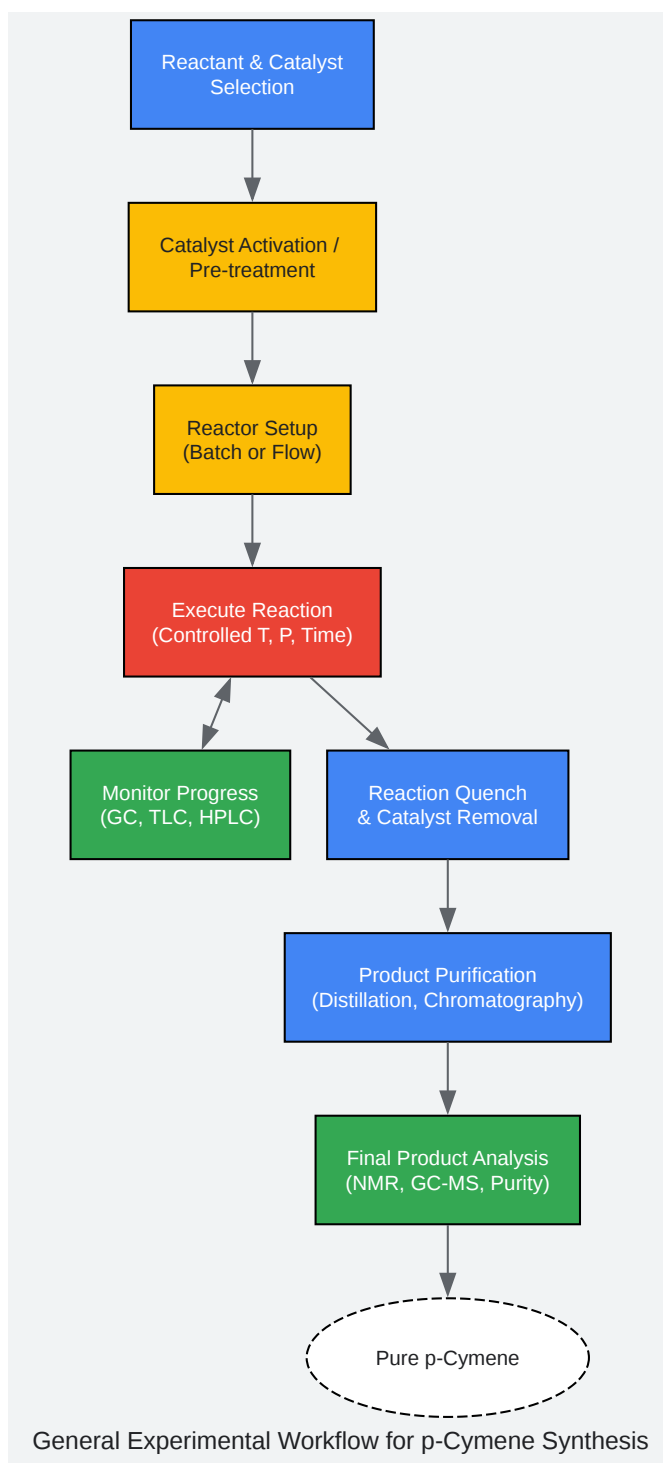 Reactant & Catalyst
Selection
Catalyst Activation /
Pre-treatment
Reactor Setup
(Batch or Flow)
Execute Reaction
(Controlled T, P, Time)
Monitor Progress
(GC, TLC, HPLC)
Reaction Quench
& Catalyst Removal
Product Purification
(Distillation, Chromatography)
Final Product Analysis
(NMR, GC-MS, Purity)
Pure p-Cymene
General Experimental Workflow for p-Cymene Synthesis